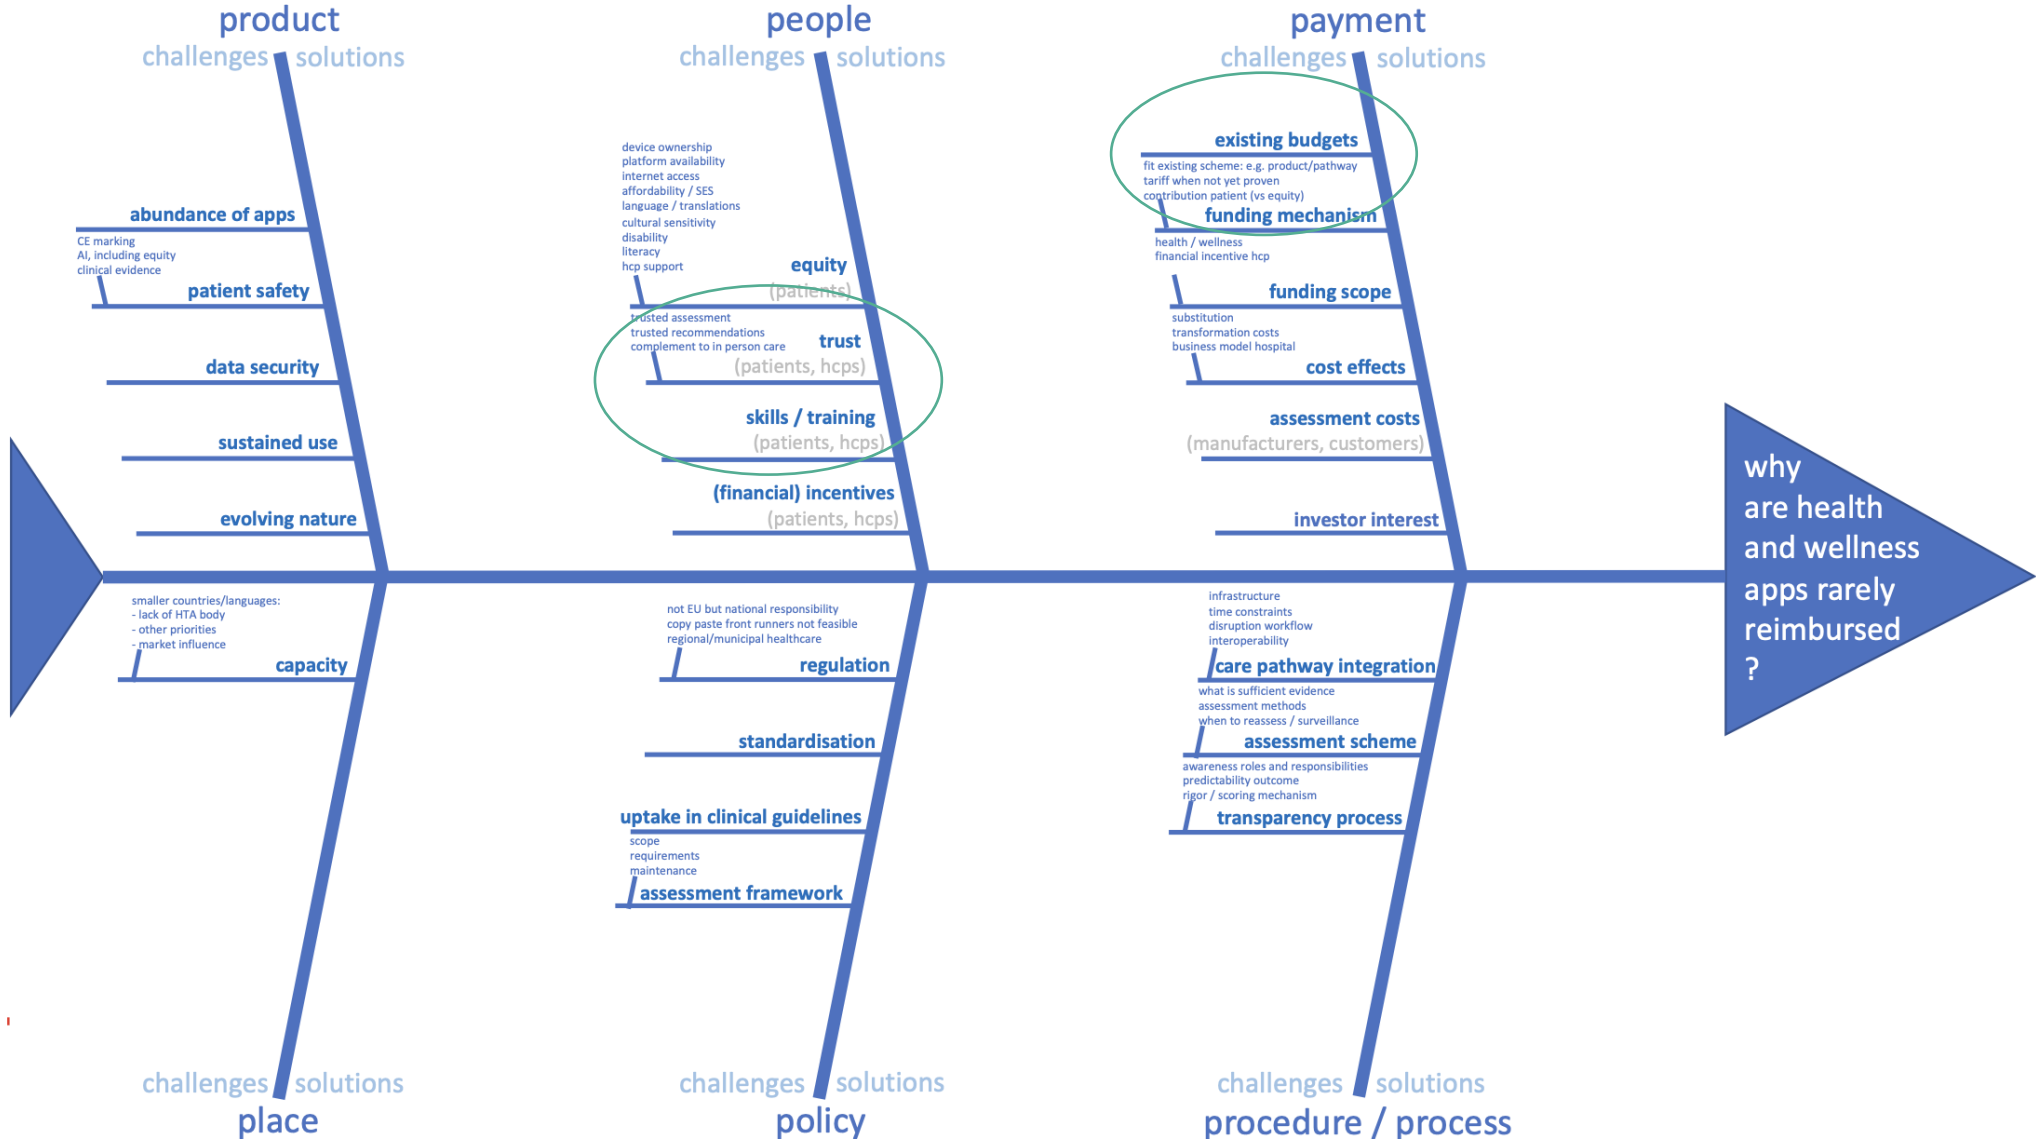 product
challenges solutions
abundance of apps
CE marking
AI, including equity
clinical evidence
patient safety
data security
sustained use
evolving nature
people
challenges solutions
device ownership
platform availability
internet access
affordability / SES
language / translations
cultural sensitivity
disability
literacy
hcp support
equity
(patients)
trusted assessment
trusted recommendations
complement to in person care
trust
(patients, hcps)
skills / training
(patients, hcps)
(financial) incentives
(patients, hcps)
payment
challenges solutions
existing budgets
fit existing scheme: e.g. product/pathway
tariff when not yet proven
contribution patient (vs equity)
funding mechanism
health / wellness
financial incentive hcp
funding scope
substitution
transformation costs
business model hospital
cost effects
assessment costs
(manufacturers, customers)
investor interest
why
are health
and wellness
apps rarely
reimbursed
?
smaller countries/languages:
- lack of HTA body
- other priorities
- market influence
capacity
challenges solutions
place
not EU but national responsibility
copy paste front runners not feasible
regional/municipal healthcare
regulation
standardisation
uptake in clinical guidelines
scope
requirements
maintenance
assessment framework
challenges solutions
policy
infrastructure
time constraints
disruption workflow
interoperability
care pathway integration
what is sufficient evidence
assessment methods
when to reassess / surveillance
assessment scheme
awareness roles and responsibilities
predictability outcome
rigor / scoring mechanism
transparency process
challenges solutions
procedure / process